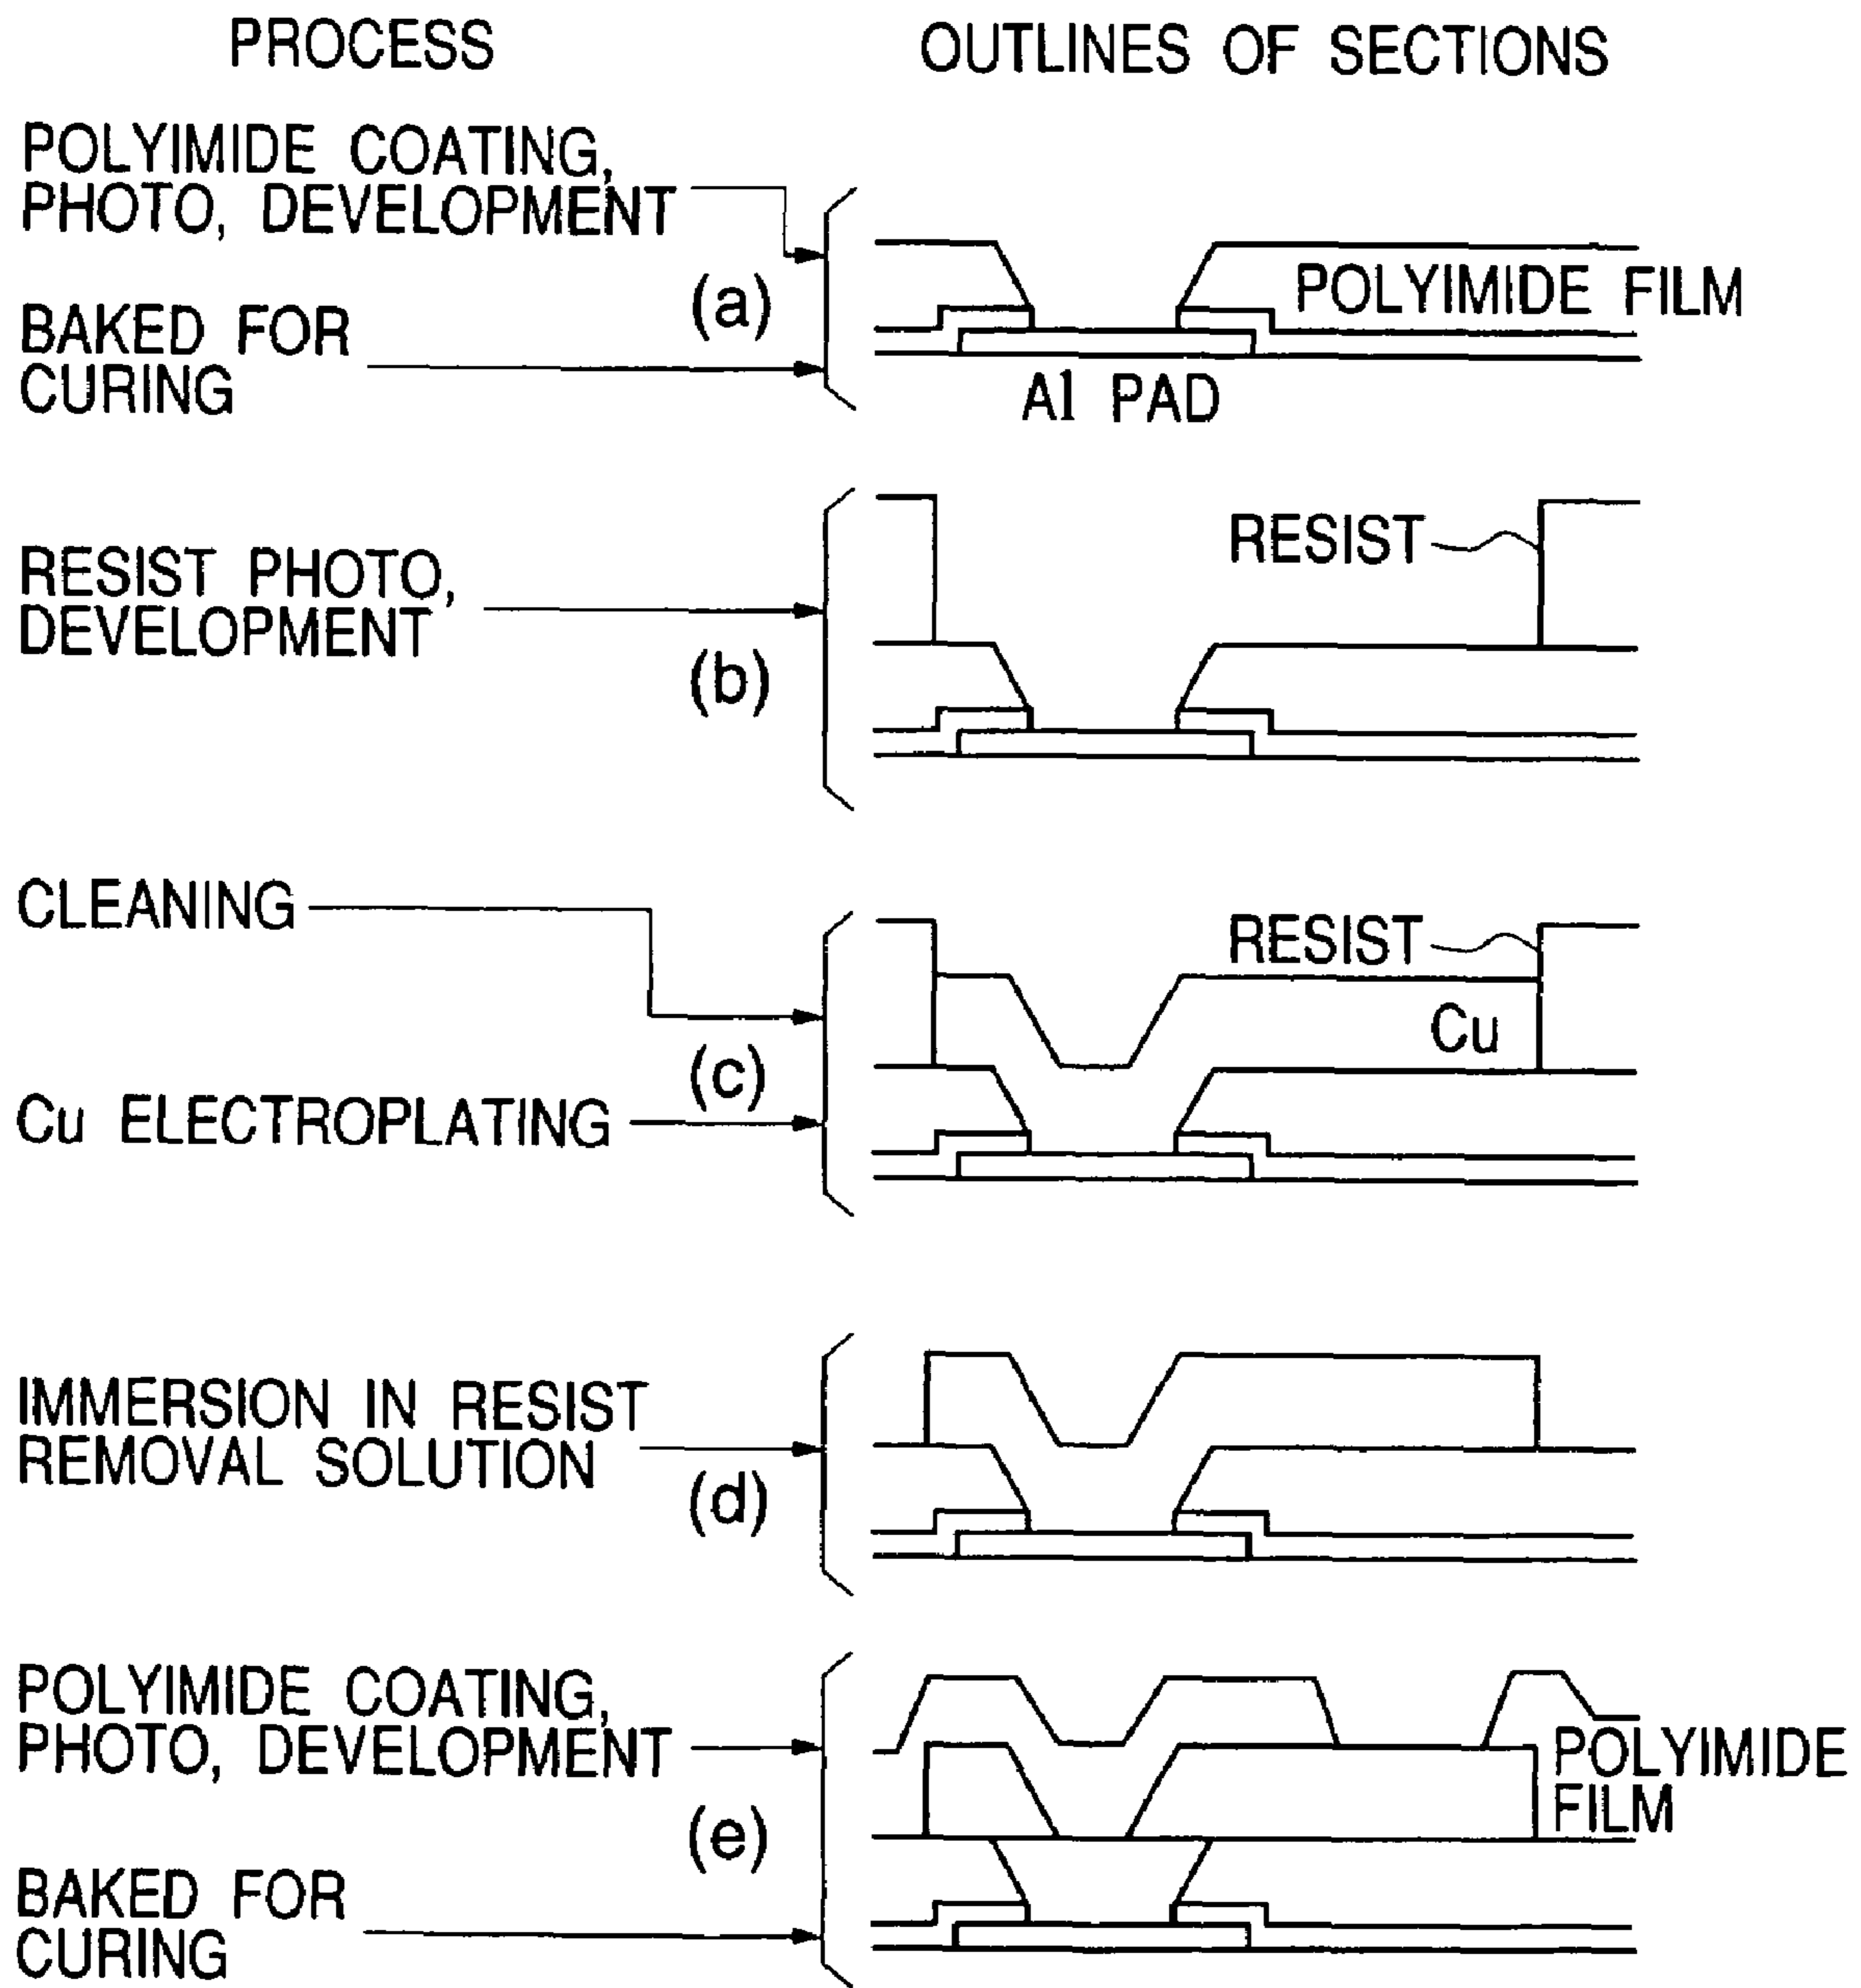 PROCESS
OUTLINES OF SECTIONS
POLYIMIDE COATING,
PHOTO, DEVELOPMENT
BAKED FOR
CURING
(a)
POLYIMIDE FILM
Al PAD
RESIST PHOTO,
DEVELOPMENT
(b)
RESIST
CLEANING
Cu ELECTROPLATING
(c)
RESIST
Cu
IMMERSION IN RESIST
REMOVAL SOLUTION
(d)
POLYIMIDE COATING,
PHOTO, DEVELOPMENT
BAKED FOR
CURING
(e)
POLYIMIDE
FILM